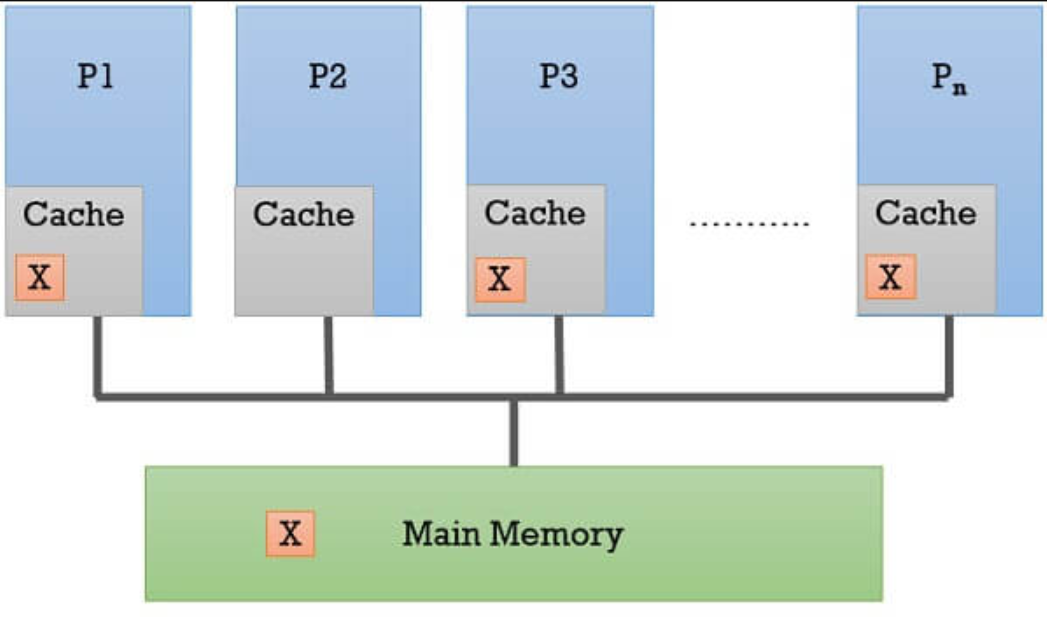 P1
P2
P3
Pn
Cache
Cache
Cache
...........
Cache
X
X
X
X
Main Memory